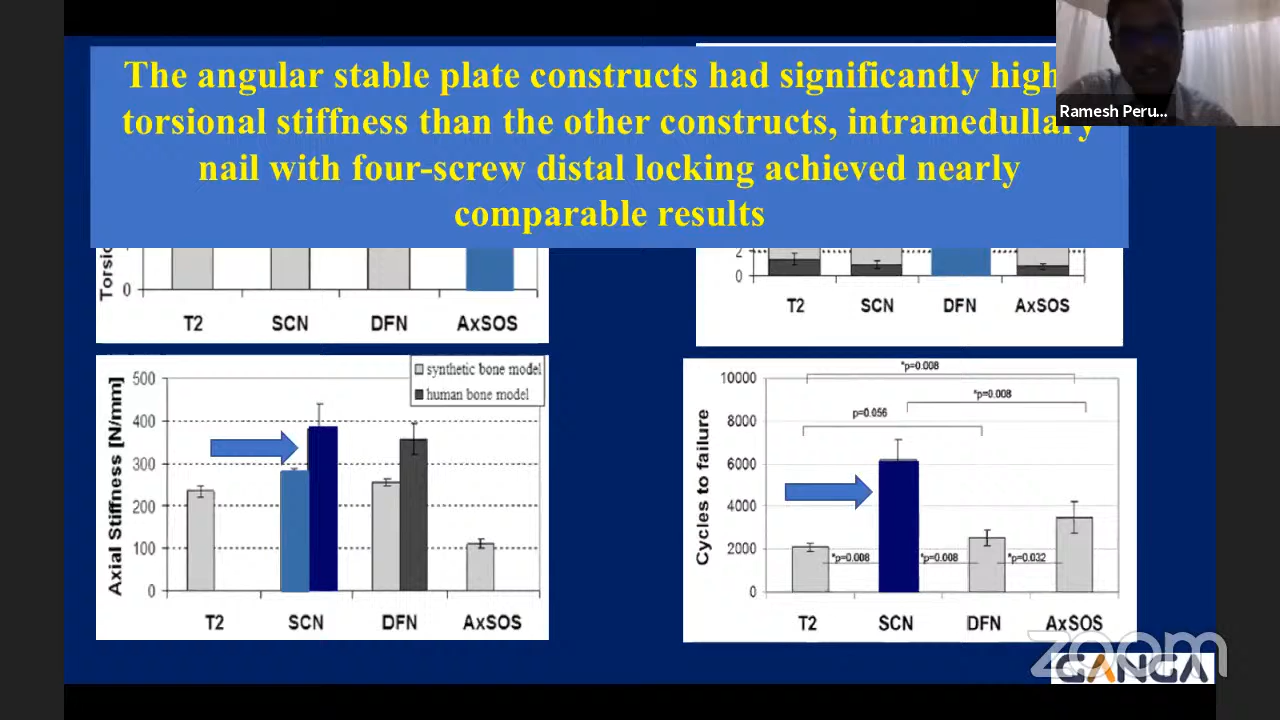 The angular stable plate constructs had significantly high
torsional stiffness than the other constructs, intramedullary
nail with four-screw distal locking achieved nearly
comparable results
Ramesh Peru...
Torsio
0
T2 SCN DFN AxSOS
2
0
T2 SCN DFN AxSOS
Axial Stiffness [N/mm]
500
400
300
200
100
0
synthetic bone model
human bone model
T2 SCN DFN AxSOS
Cycles to failure
10000
8000
6000
4000
2000
0
*p=0.008
*p=0.008
p=0.056
*p=0.008 *p=0.008 *p=0.032
T2 SCN DFN AxSOS
zoom
GANGA